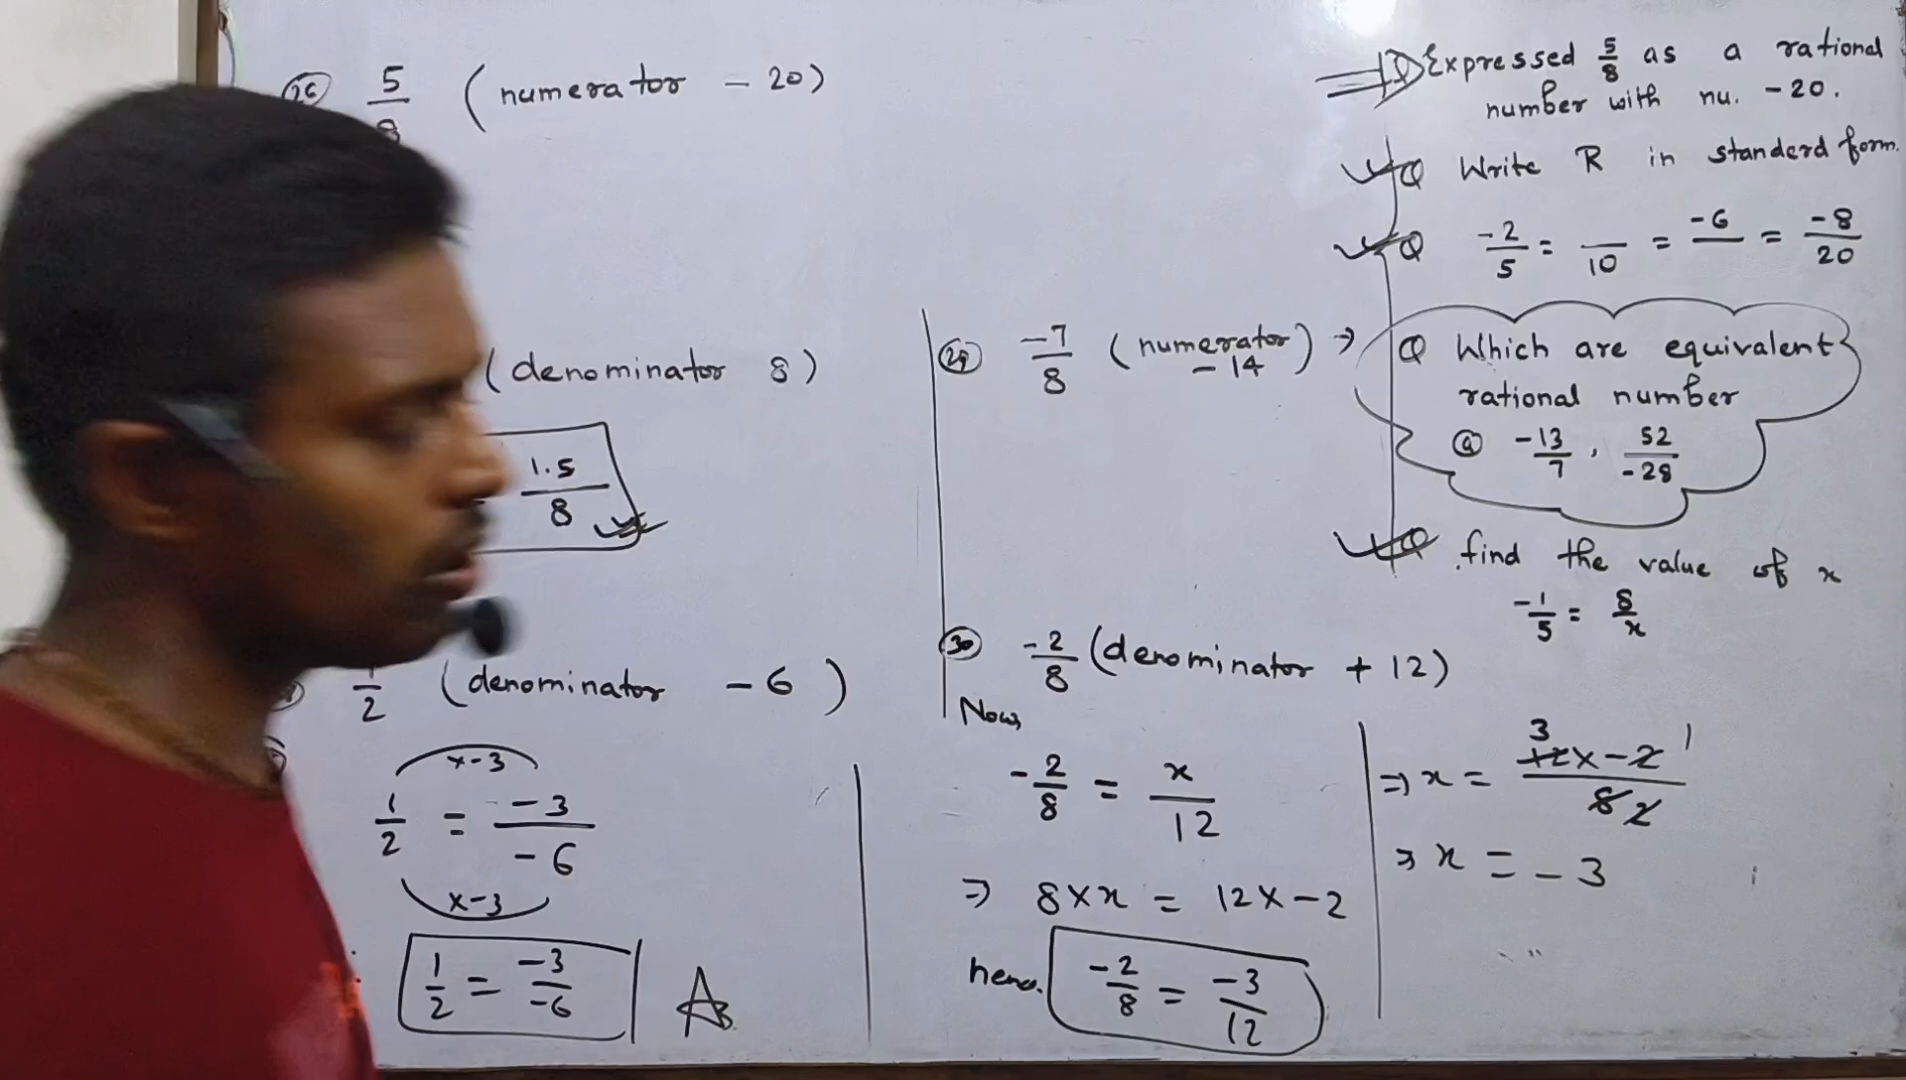 26 5/8 (numerator - 20)
(denominator 8)
1.5/8
1/2 (denominator - 6)
x-3
1/2 = -3/-6
x-3
1/2 = -3/-6
29 -7/8 (numerator - 14) →
30 -2/8 (denominator + 12)
Now,
-2/8 = x/12
⇒ 8 × x = 12 × -2
hence. -2/8 = -3/12
⇒ x = 12 3 × -2 1 / 8 2
⇒ x = -3
Q Expressed 5/8 as a rational
number with nu. -20.
Q Write R in standerd form.
Q -2/5 = _/10 = -6/_ = -8/20
Q Which are equivalent
rational number
a -13/7 , 52/-28
Q find the value of x
-1/5 = 8/x